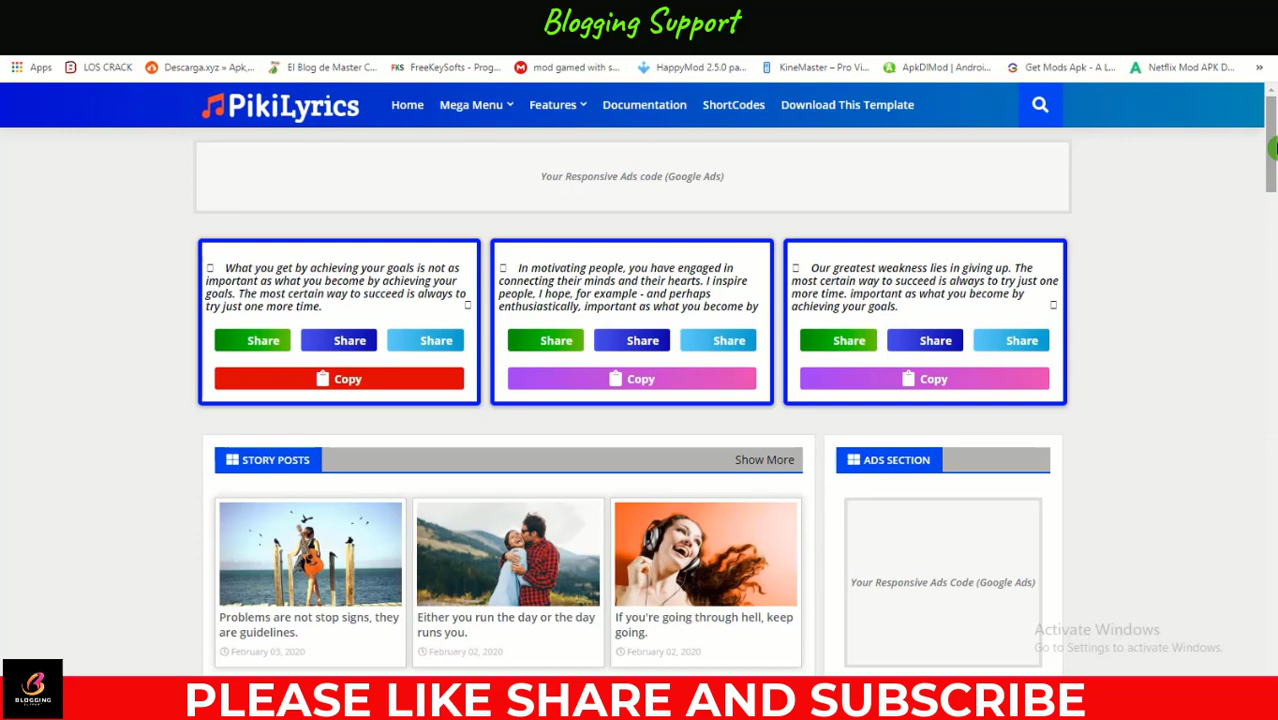 Blogging Support
Apps LOS CRACK Descarga.xyz » Apk,... El Blog de Master C... FKS FreeKeySofts - Prog... mod gamed with s... HappyMod 2.5.0 pa... KineMaster – Pro Vi... ApkDlMod | Androi... Get Mods Apk - A L... Netflix Mod APK D... »
PikiLyrics Home Mega Menu Features Documentation ShortCodes Download This Template
Your Responsive Ads code (Google Ads)
What you get by achieving your goals is not as
important as what you become by achieving your
goals. The most certain way to succeed is always to
try just one more time.
Share Share Share
Copy
In motivating people, you have engaged in
connecting their minds and their hearts. I inspire
people, I hope, for example - and perhaps
enthusiastically, important as what you become by
Share Share Share
Copy
Our greatest weakness lies in giving up. The
most certain way to succeed is always to try just one
more time. important as what you become by
achieving your goals.
Share Share Share
Copy
STORY POSTS Show More
ADS SECTION
Problems are not stop signs, they
are guidelines.
February 03, 2020
Either you run the day or the day
runs you.
February 02, 2020
If you're going through hell, keep
going.
February 02, 2020
Your Responsive Ads Code (Google Ads)
Activate Windows
Go to Settings to activate Windows.
BLOGGING
PLEASE LIKE SHARE AND SUBSCRIBE